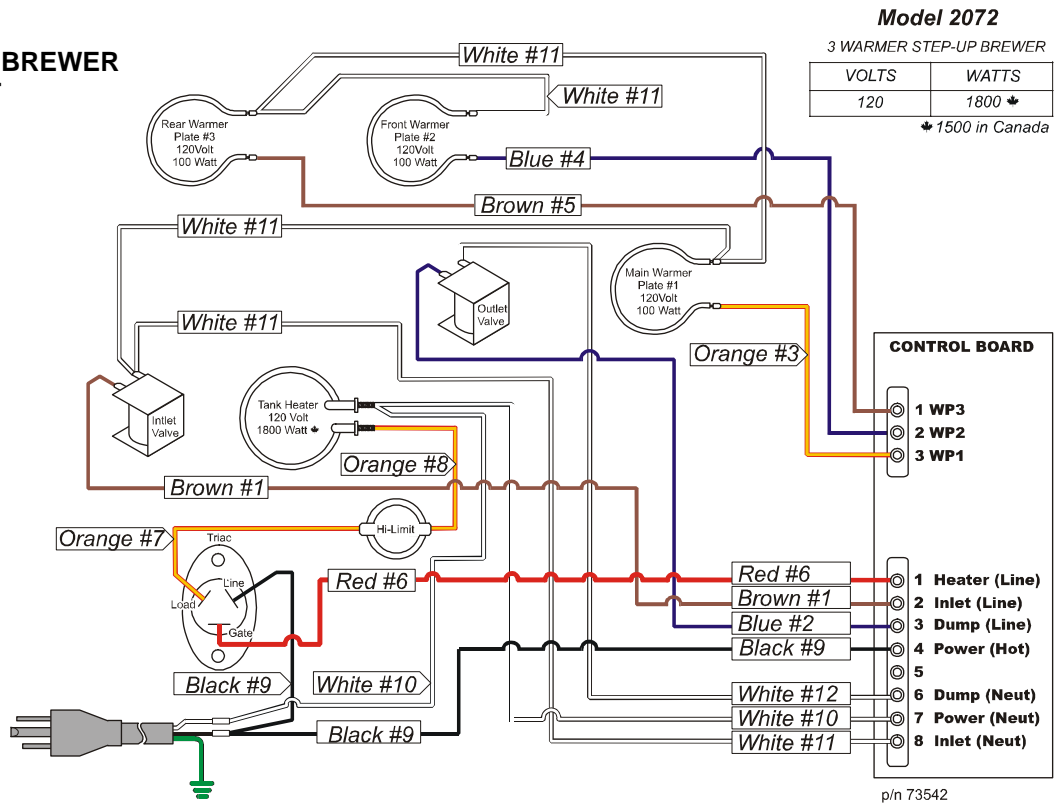 BREWER
Model 2072
3 WARMER STEP-UP BREWER
VOLTS WATTS
120 1800
1500 in Canada
White #11
White #11
Rear Warmer
Plate #3
120Volt
100 Watt
Front Warmer
Plate #2
120Volt
100 Watt
Blue #4
Brown #5
White #11
Main Warmer
Plate #1
120Volt
100 Watt
Outlet
Valve
White #11
Orange #3
CONTROL BOARD
1 WP3
2 WP2
3 WP1
Intlet
Valve
Tank Heater
120 Volt
1800 Watt
Orange #8
Brown #1
Hi-Limit
Orange #7
Triac
Line
Load
Gate
Red #6
Red #6
Brown #1
Blue #2
Black #9
1 Heater (Line)
2 Inlet (Line)
3 Dump (Line)
4 Power (Hot)
5
6 Dump (Neut)
7 Power (Neut)
8 Inlet (Neut)
Black #9
White #10
White #12
White #10
White #11
Black #9
p/n 73542